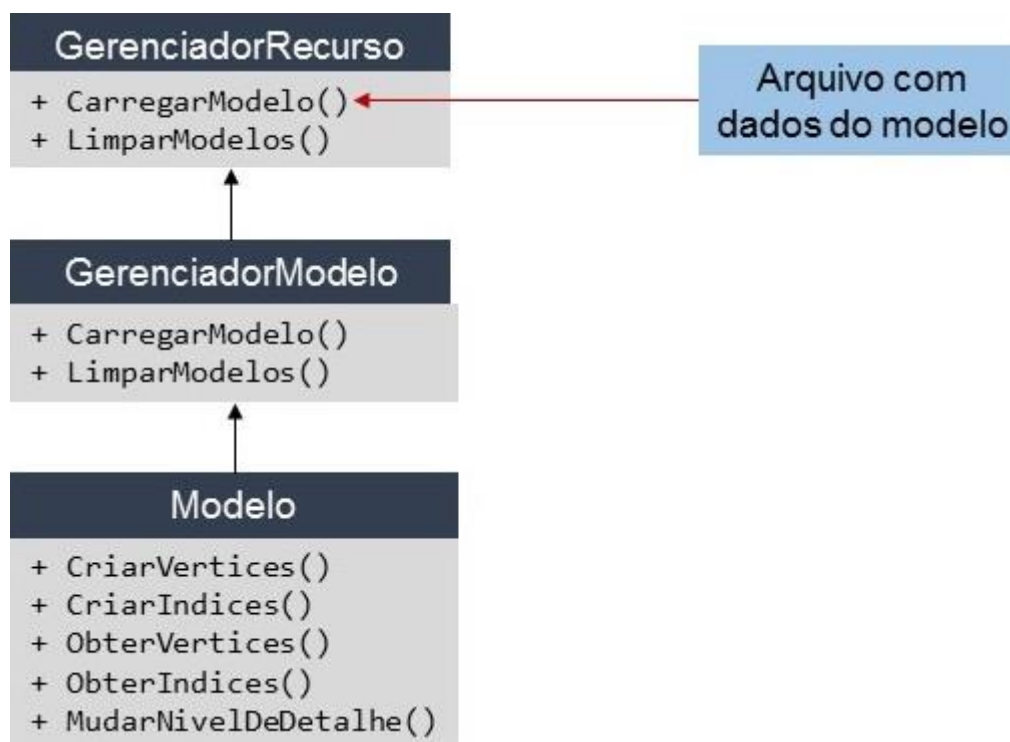 GerenciadorRecurso
+ CarregarModelo()
+ LimparModelos()
Arquivo com
dados do modelo
GerenciadorModelo
+ CarregarModelo()
+ LimparModelos()
Modelo
+ CriarVertices()
+ CriarIndices()
+ ObterVertices()
+ ObterIndices()
+ MudarNivelDeDetalhe()